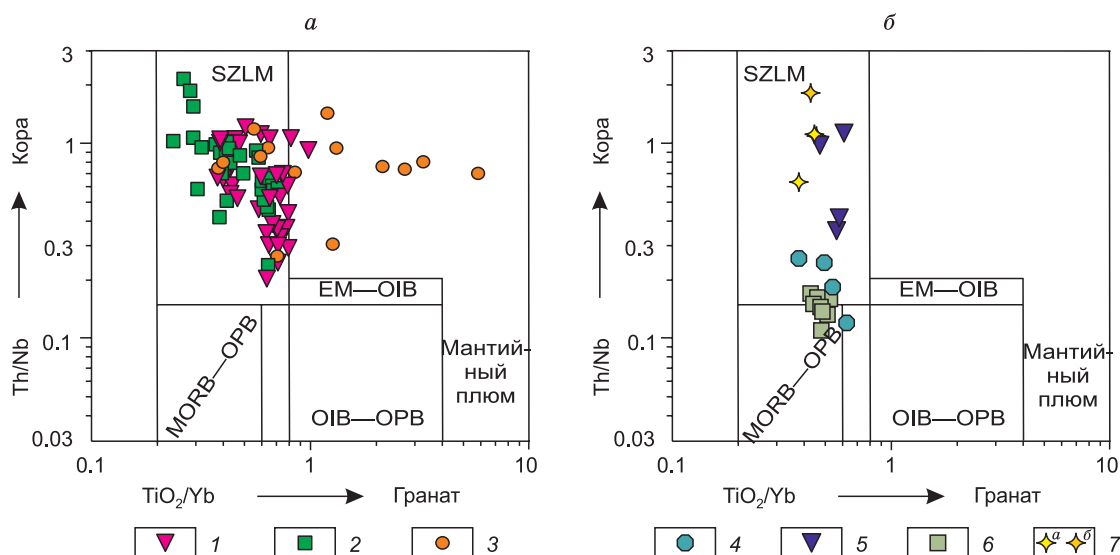 а
3
1
0.3
0.1
0.03
Th/Nb
Кора
SZLM
EM—OIB
MORB—OPB
OIB—OPB
Мантий-
ный
плюм
0.1
1
10
TiO₂/Yb
Гранат
1
2
3
б
3
1
0.3
0.1
0.03
Th/Nb
Кора
SZLM
EM—OIB
MORB—OPB
OIB—OPB
Мантий-
ный
плюм
0.1
1
10
TiO₂/Yb
Гранат
4
5
6
а
б
7